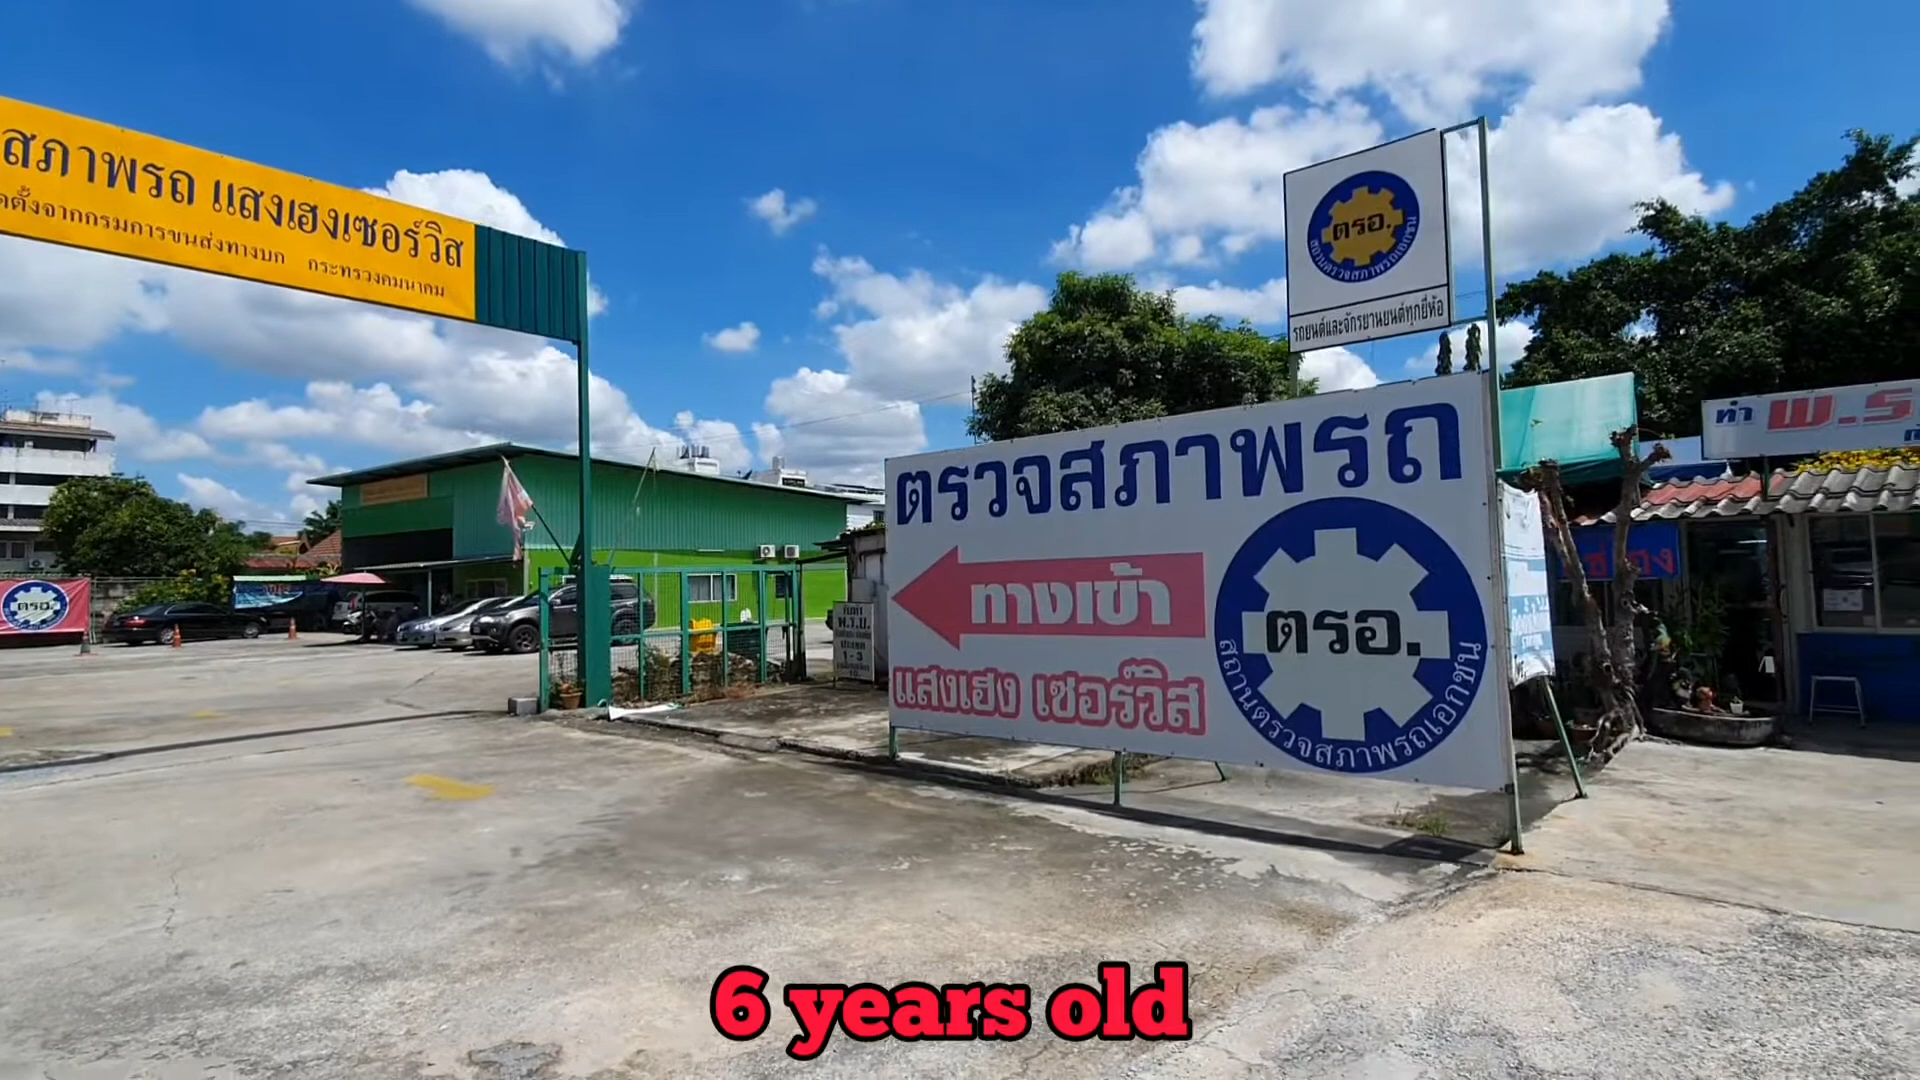 สภาพรถ แสงเฮงเซอร์วิส
ตั้งจากกรมการขนส่งทางบก กระทรวงคมนาคม
ตรอ.
สถานตรวจสภาพรถเอกชน
รถยนต์และจักรยานยนต์ทุกยี่ห้อ
ตรวจสภาพรถ
ทางเข้า
แสงเฮง เซอร์วิส
ตรอ.
สถานตรวจสภาพรถเอกชน
ทำ พ.ร
ตรอ.
พ.ร.บ.
1 - 3
6 years old